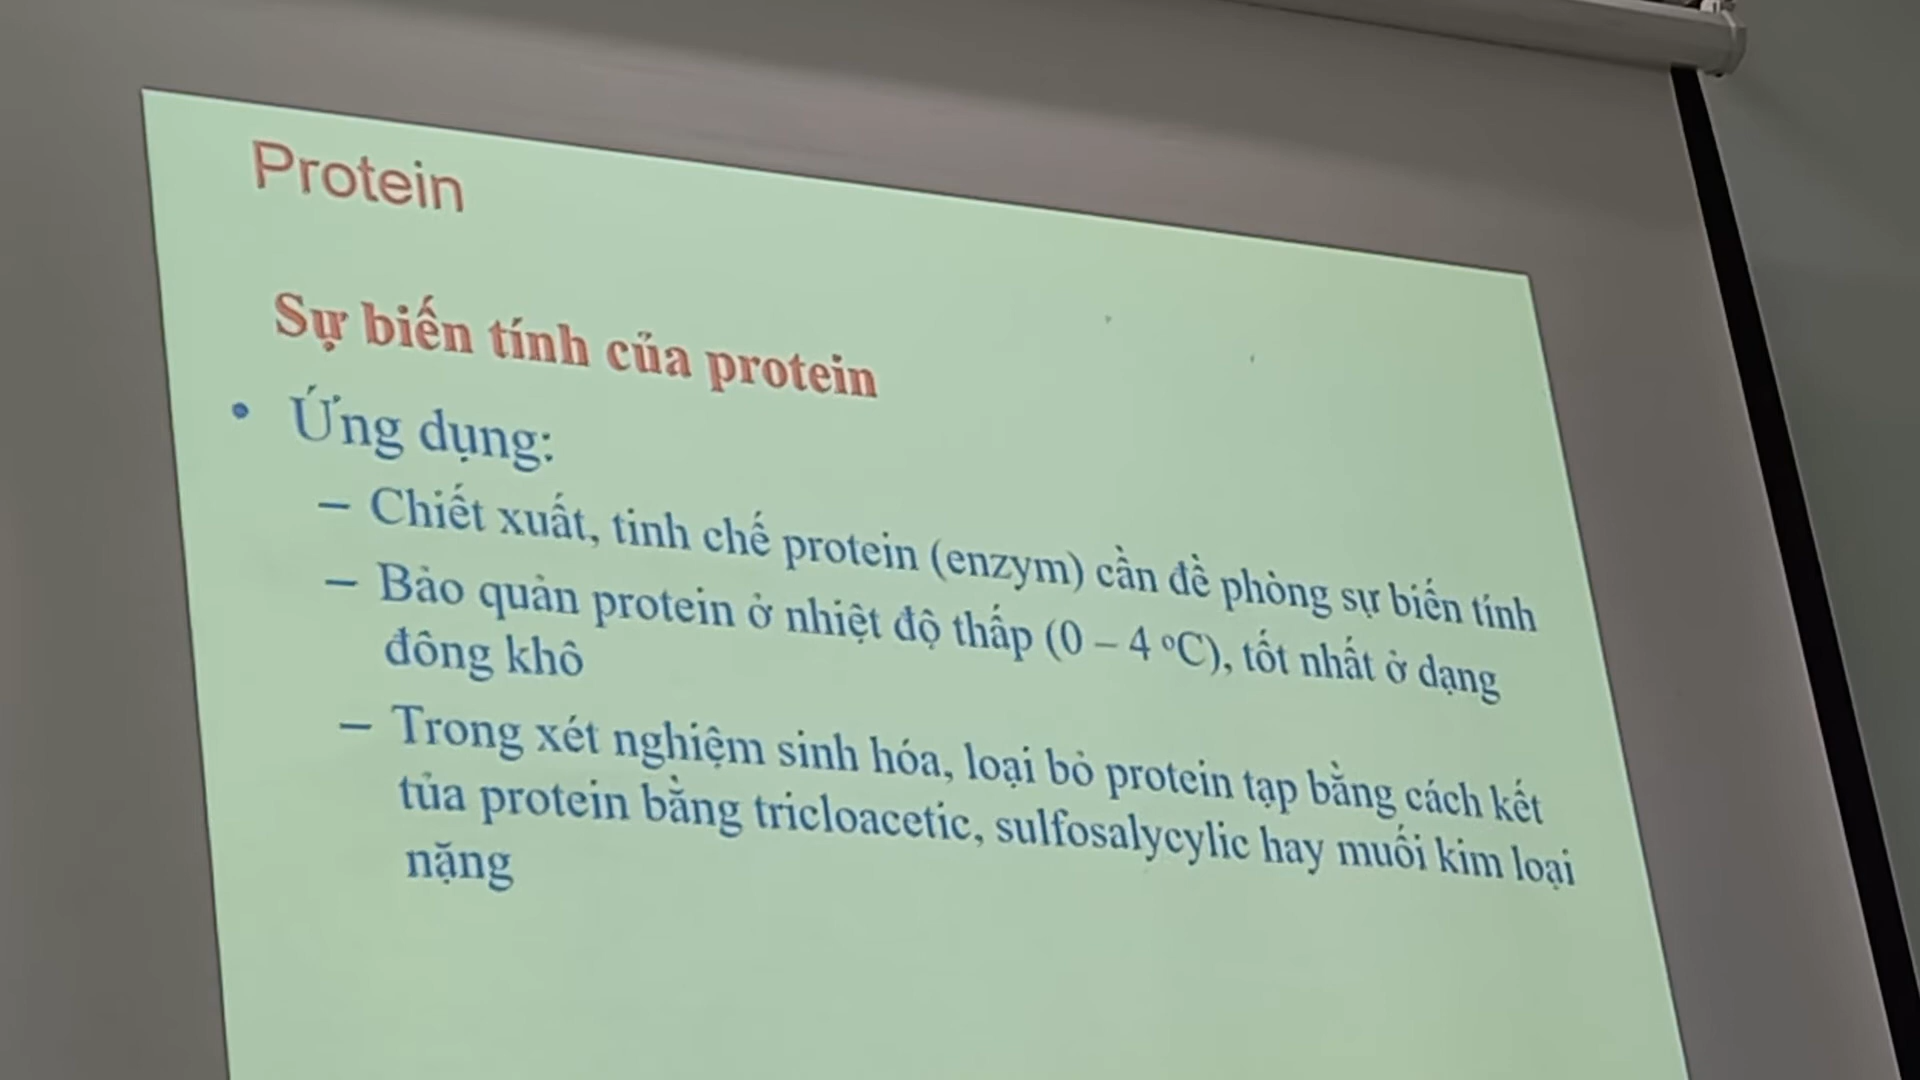 Protein
Sự biến tính của protein
• Ứng dụng:
– Chiết xuất, tinh chế protein (enzym) cần đề phòng sự biến tính
– Bảo quản protein ở nhiệt độ thấp (0 – 4 ºC), tốt nhất ở dạng
đông khô
– Trong xét nghiệm sinh hóa, loại bỏ protein tạp bằng cách kết
tủa protein bằng tricloacetic, sulfosalycylic hay muối kim loại
nặng